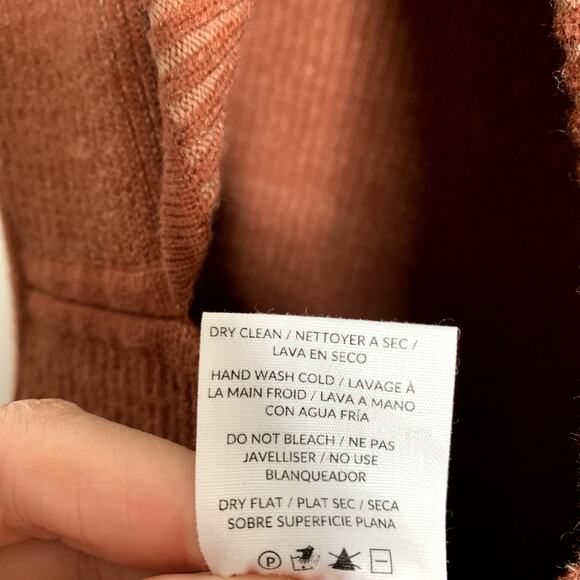 DRY CLEAN / NETTOYER A SEC /
LAVA EN SECO
HAND WASH COLD / LAVAGE À
LA MAIN FROID / LAVA A MANO
CON AGUA FRÍA
DO NOT BLEACH / NE PAS
JAVELLISER / NO USE
BLANQUEADOR
DRY FLAT / PLAT SEC / SECA
SOBRE SUPERFICIE PLANA
P